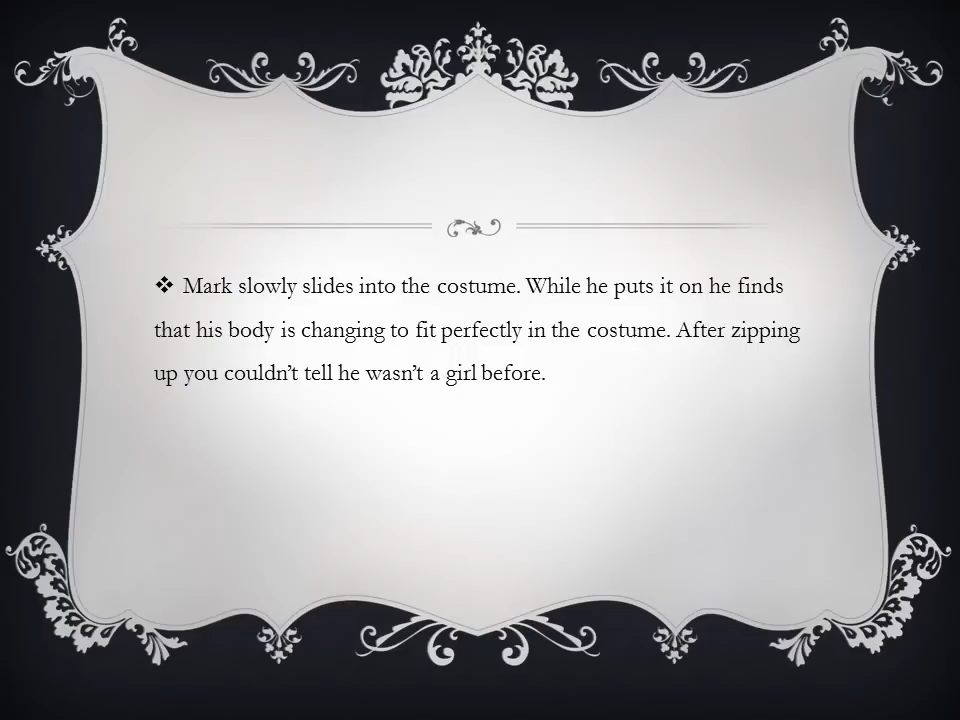 ❖ Mark slowly slides into the costume. While he puts it on he finds
that his body is changing to fit perfectly in the costume. After zipping
up you couldn’t tell he wasn’t a girl before.